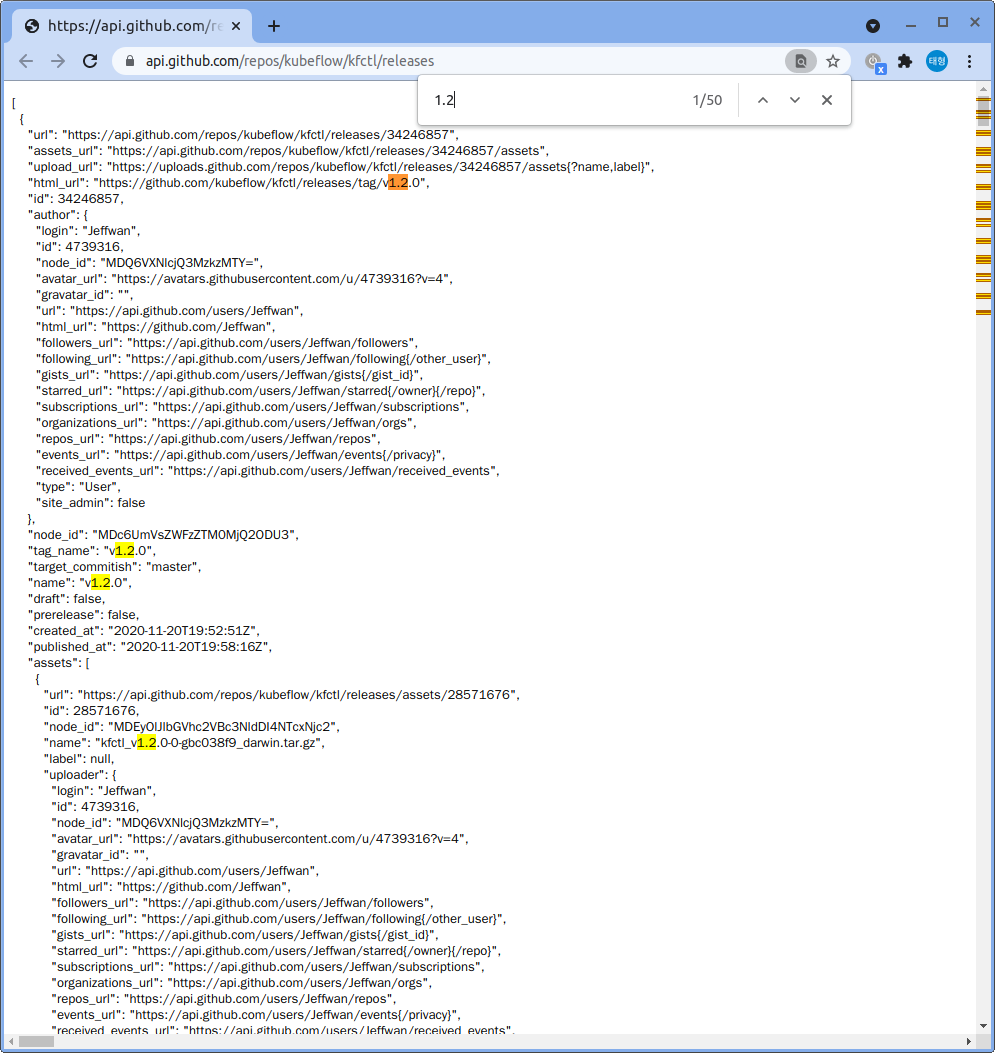 https://api.github.com/re
api.github.com/repos/kubeflow/kfctl/releases
태형
1.2
1/50
[
{
"url": "https://api.github.com/repos/kubeflow/kfctl/releases/34246857",
"assets_url": "https://api.github.com/repos/kubeflow/kfctl/releases/34246857/assets",
"upload_url": "https://uploads.github.com/repos/kubeflow/kfctl/releases/34246857/assets{?name,label}",
"html_url": "https://github.com/kubeflow/kfctl/releases/tag/v1.2.0",
"id": 34246857,
"author": {
"login": "Jeffwan",
"id": 4739316,
"node_id": "MDQ6VXNlcjQ3MzkzMTY=",
"avatar_url": "https://avatars.githubusercontent.com/u/4739316?v=4",
"gravatar_id": "",
"url": "https://api.github.com/users/Jeffwan",
"html_url": "https://github.com/Jeffwan",
"followers_url": "https://api.github.com/users/Jeffwan/followers",
"following_url": "https://api.github.com/users/Jeffwan/following{/other_user}",
"gists_url": "https://api.github.com/users/Jeffwan/gists{/gist_id}",
"starred_url": "https://api.github.com/users/Jeffwan/starred{/owner}{/repo}",
"subscriptions_url": "https://api.github.com/users/Jeffwan/subscriptions",
"organizations_url": "https://api.github.com/users/Jeffwan/orgs",
"repos_url": "https://api.github.com/users/Jeffwan/repos",
"events_url": "https://api.github.com/users/Jeffwan/events{/privacy}",
"received_events_url": "https://api.github.com/users/Jeffwan/received_events",
"type": "User",
"site_admin": false
},
"node_id": "MDc6UmVsZWFzZTM0MjQ2ODU3",
"tag_name": "v1.2.0",
"target_commitish": "master",
"name": "v1.2.0",
"draft": false,
"prerelease": false,
"created_at": "2020-11-20T19:52:51Z",
"published_at": "2020-11-20T19:58:16Z",
"assets": [
{
"url": "https://api.github.com/repos/kubeflow/kfctl/releases/assets/28571676",
"id": 28571676,
"node_id": "MDEyOlJlbGVhc2VBc3NldDI4NTcxNjc2",
"name": "kfctl_v1.2.0-0-gbc038f9_darwin.tar.gz",
"label": null,
"uploader": {
"login": "Jeffwan",
"id": 4739316,
"node_id": "MDQ6VXNlcjQ3MzkzMTY=",
"avatar_url": "https://avatars.githubusercontent.com/u/4739316?v=4",
"gravatar_id": "",
"url": "https://api.github.com/users/Jeffwan",
"html_url": "https://github.com/Jeffwan",
"followers_url": "https://api.github.com/users/Jeffwan/followers",
"following_url": "https://api.github.com/users/Jeffwan/following{/other_user}",
"gists_url": "https://api.github.com/users/Jeffwan/gists{/gist_id}",
"starred_url": "https://api.github.com/users/Jeffwan/starred{/owner}{/repo}",
"subscriptions_url": "https://api.github.com/users/Jeffwan/subscriptions",
"organizations_url": "https://api.github.com/users/Jeffwan/orgs",
"repos_url": "https://api.github.com/users/Jeffwan/repos",
"events_url": "https://api.github.com/users/Jeffwan/events{/privacy}",
"received_events_url": "https://api.github.com/users/Jeffwan/received_events",